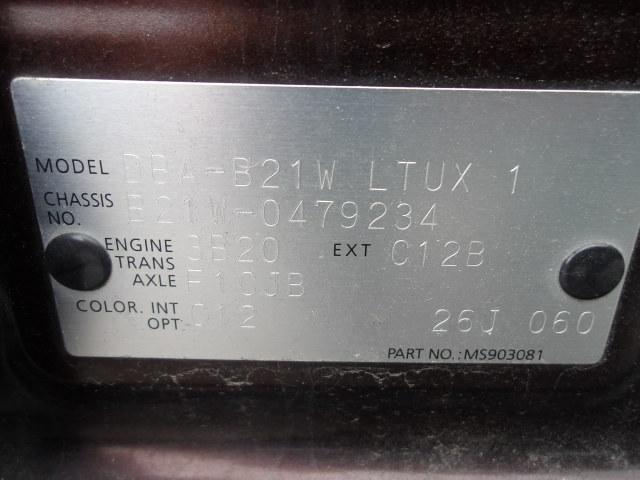 MODEL DBA-B21W LTUX 1
CHASSIS NO. B21W-0479234
ENGINE 3B20 EXT C12B
TRANS AXLE F1CJB
COLOR. INT C12
OPT 26J 060
PART NO.: MS903081